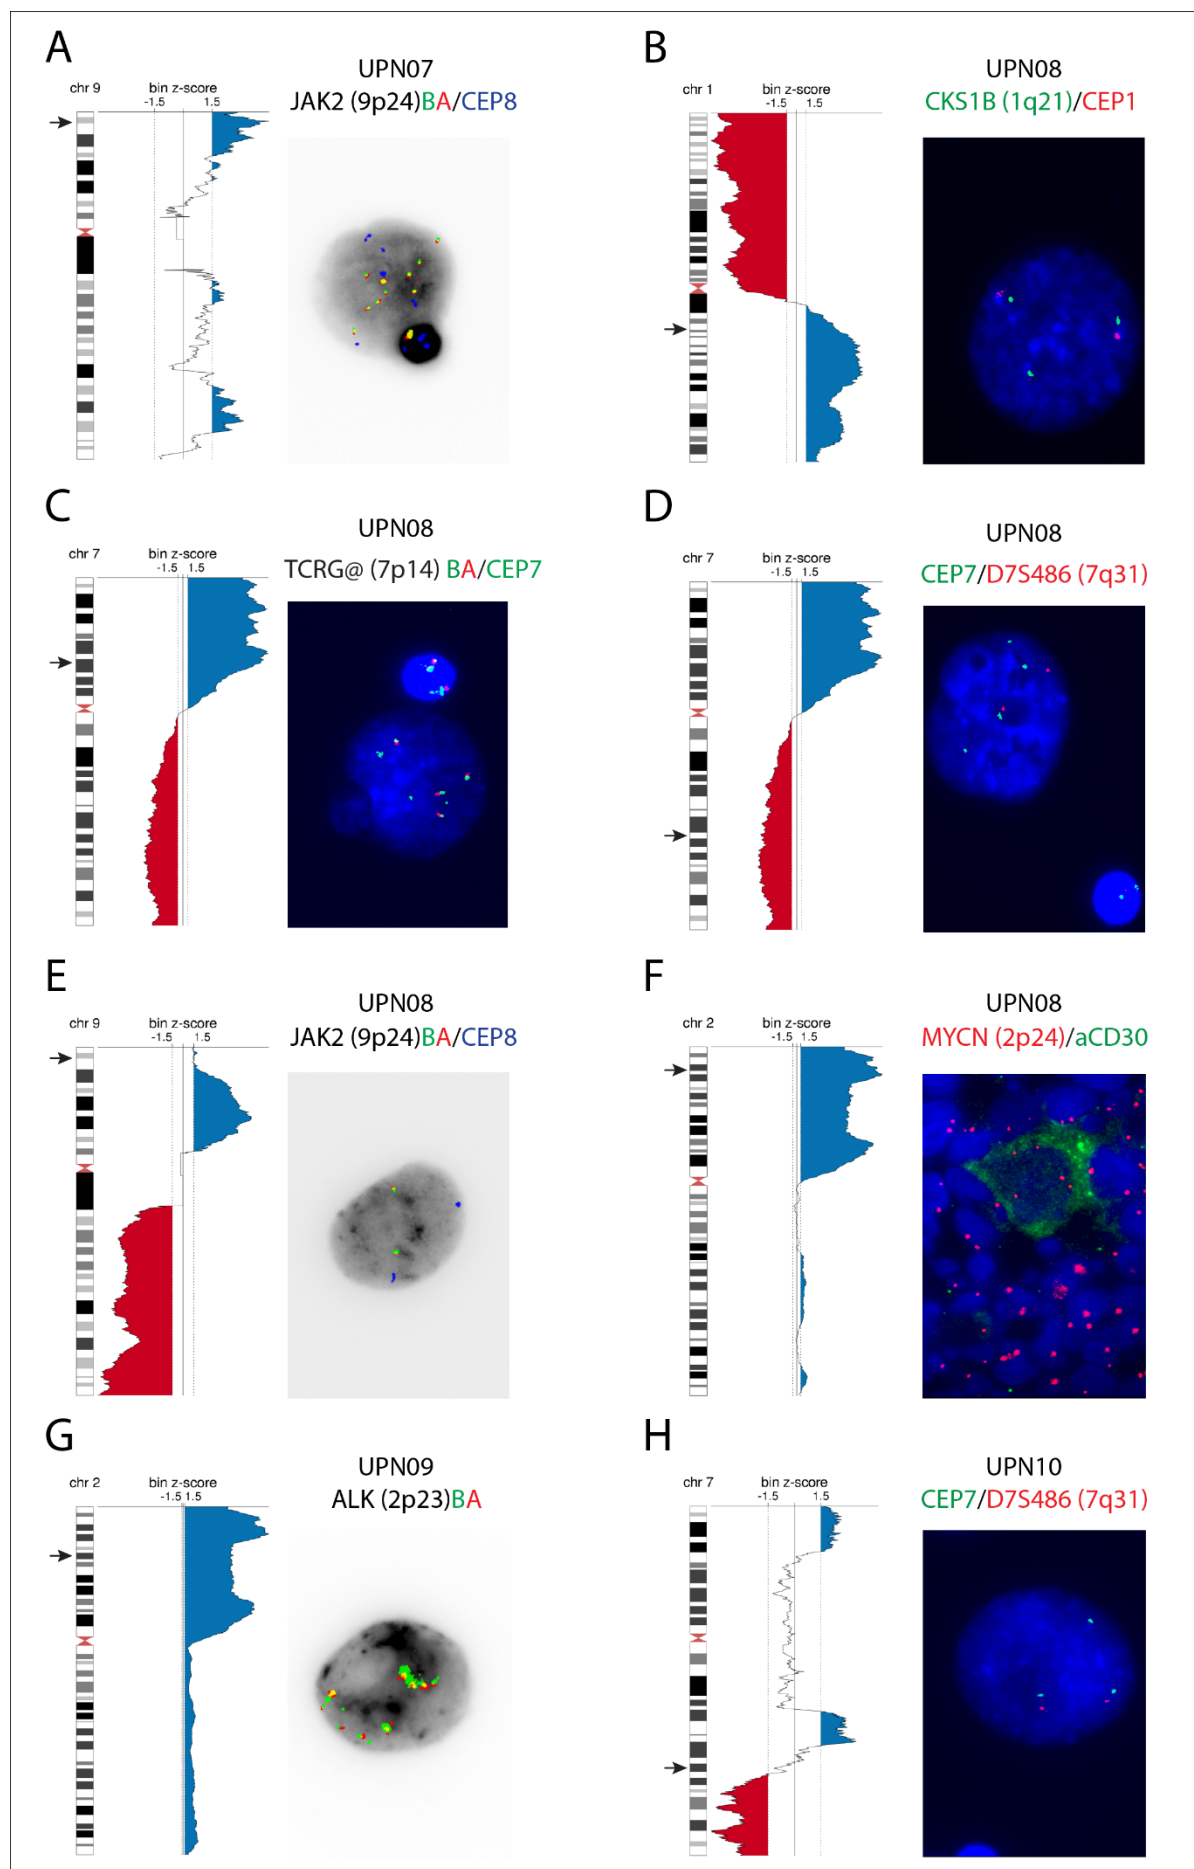 A
UPN07
JAK2 (9p24)BA/CEP8
chr 9 bin z-score
-1.5 1.5
B
UPN08
CKS1B (1q21)/CEP1
chr 1 bin z-score
-1.5 1.5
C
UPN08
TCRG@ (7p14) BA/CEP7
chr 7 bin z-score
-1.5 1.5
D
UPN08
CEP7/D7S486 (7q31)
chr 7 bin z-score
-1.5 1.5
E
UPN08
JAK2 (9p24)BA/CEP8
chr 9 bin z-score
-1.5 1.5
F
UPN08
MYCN (2p24)/aCD30
chr 2 bin z-score
-1.5 1.5
G
UPN09
ALK (2p23)BA
chr 2 bin z-score
-1.5 1.5
H
UPN10
CEP7/D7S486 (7q31)
chr 7 bin z-score
-1.5 1.5